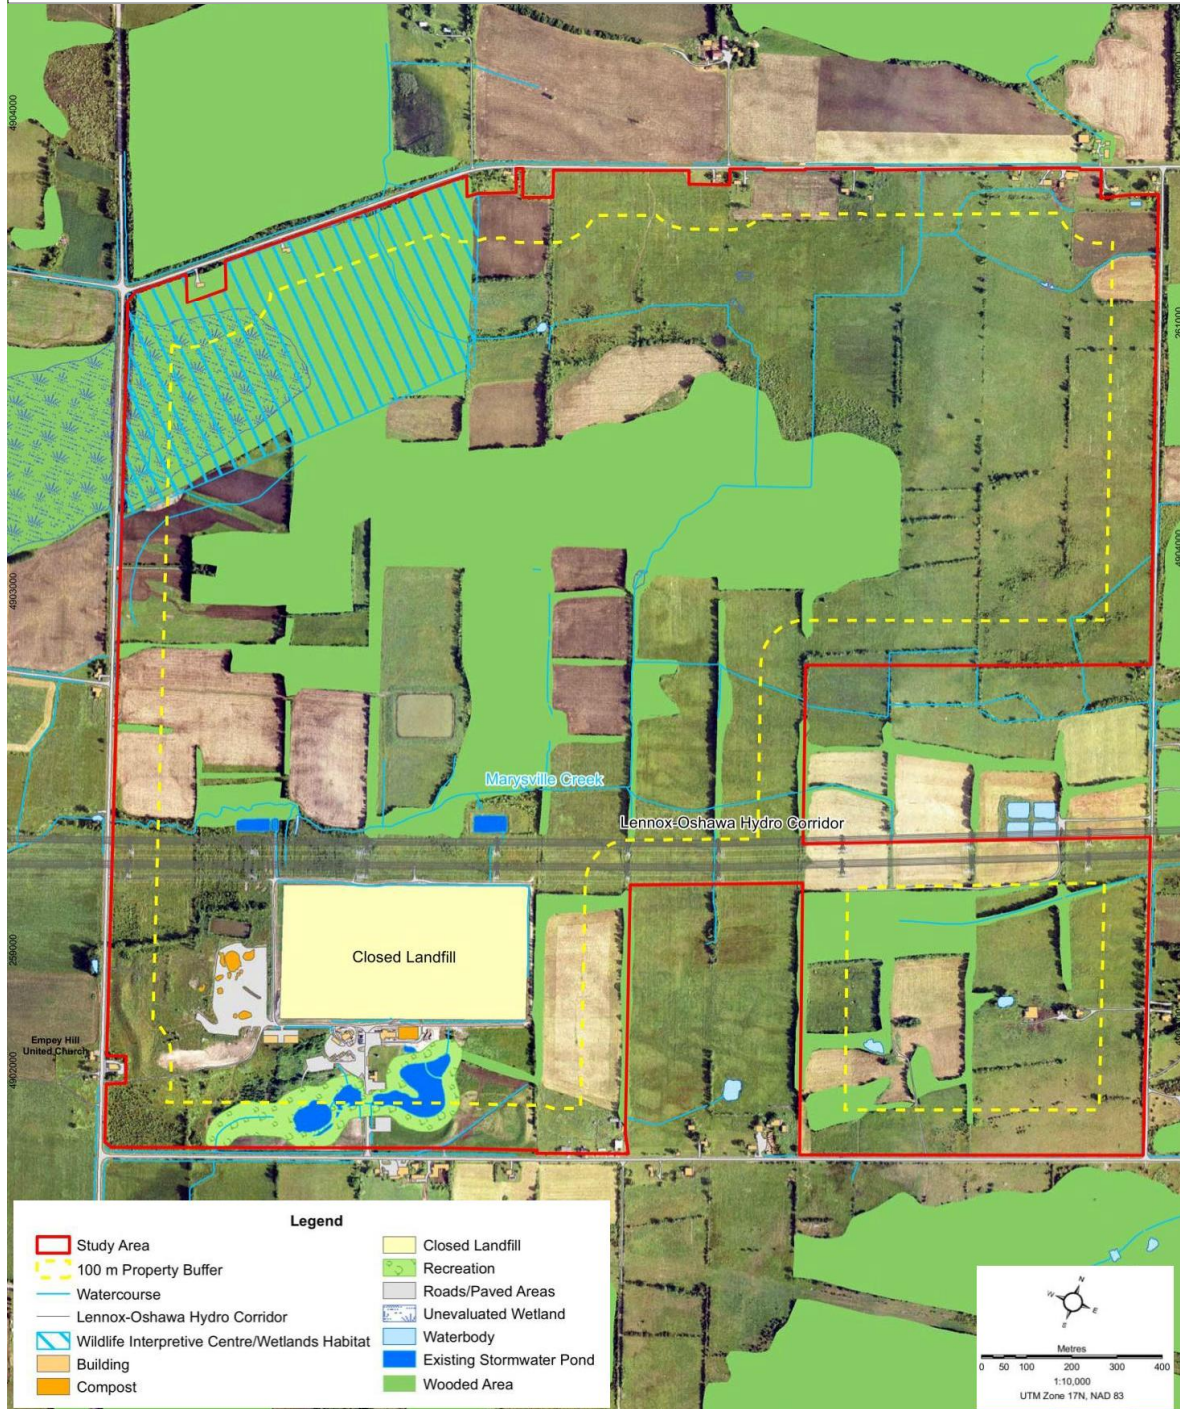 4904000
261000
4903000
4904000
Marysville Creek
Lennox-Oshawa Hydro Corridor
Closed Landfill
Empey Hill
United Church
4902000
Legend
Study Area
100 m Property Buffer
Watercourse
Lennox-Oshawa Hydro Corridor
Wildlife Interpretive Centre/Wetlands Habitat
Building
Compost
Closed Landfill
Recreation
Roads/Paved Areas
Unevaluated Wetland
Waterbody
Existing Stormwater Pond
Wooded Area
N
W
E
S
Metres
0 50 100 200 300 400
1:10,000
UTM Zone 17N, NAD 83